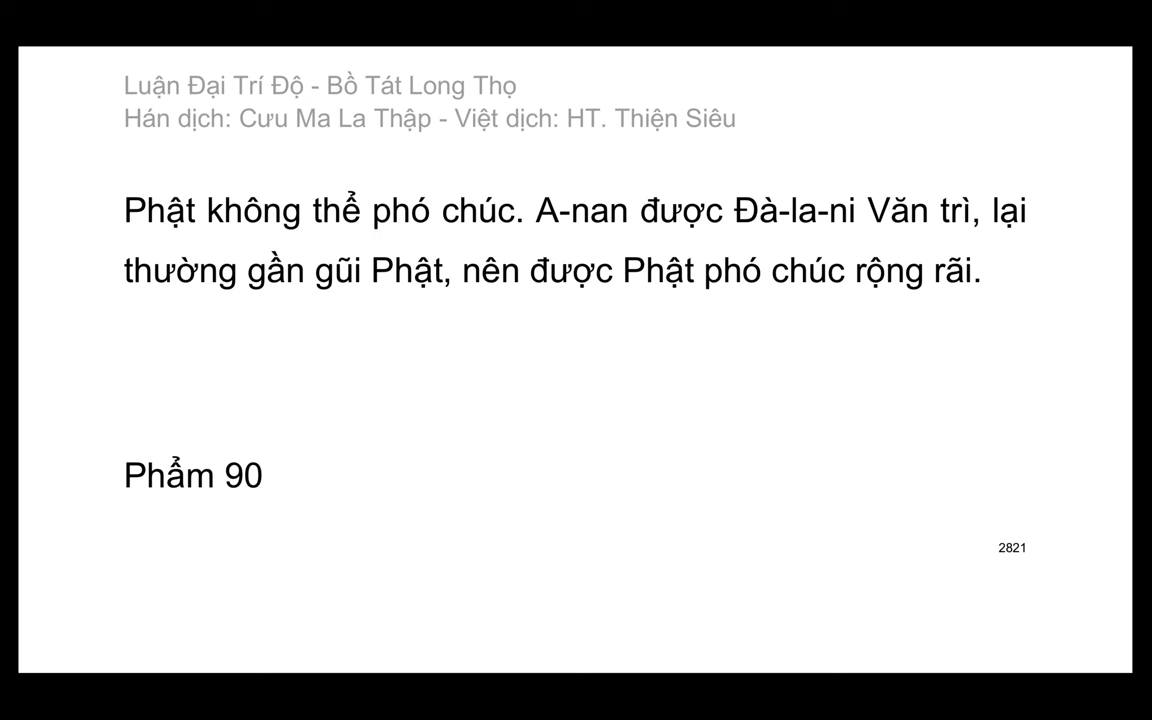 Luận Đại Trí Độ - Bồ Tát Long Thọ
Hán dịch: Cưu Ma La Thập - Việt dịch: HT. Thiện Siêu
Phật không thể phó chúc. A-nan được Đà-la-ni Văn trì, lại
thường gần gũi Phật, nên được Phật phó chúc rộng rãi.
Phẩm 90
2821